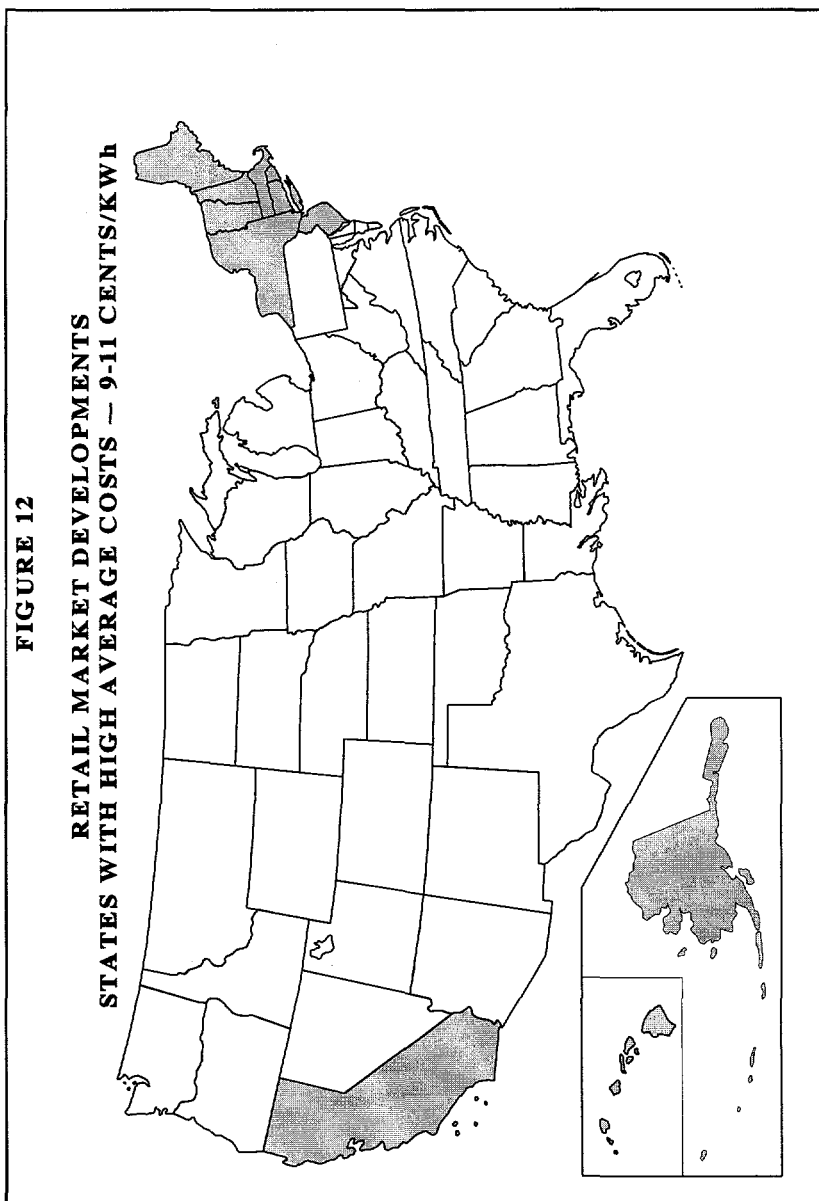 FIGURE 12
RETAIL MARKET DEVELOPMENTS
STATES WITH HIGH AVERAGE COSTS — 9-11 CENTS/KWh